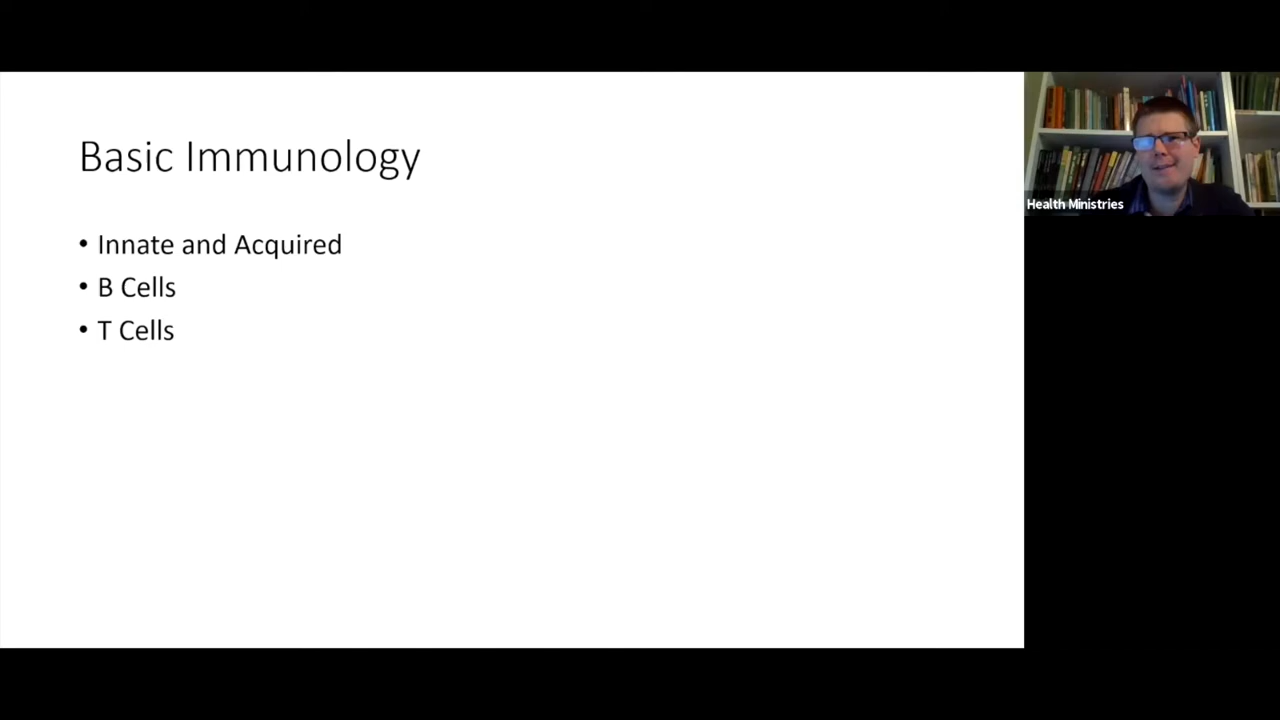 Basic Immunology
• Innate and Acquired
• B Cells
• T Cells
Health Ministries